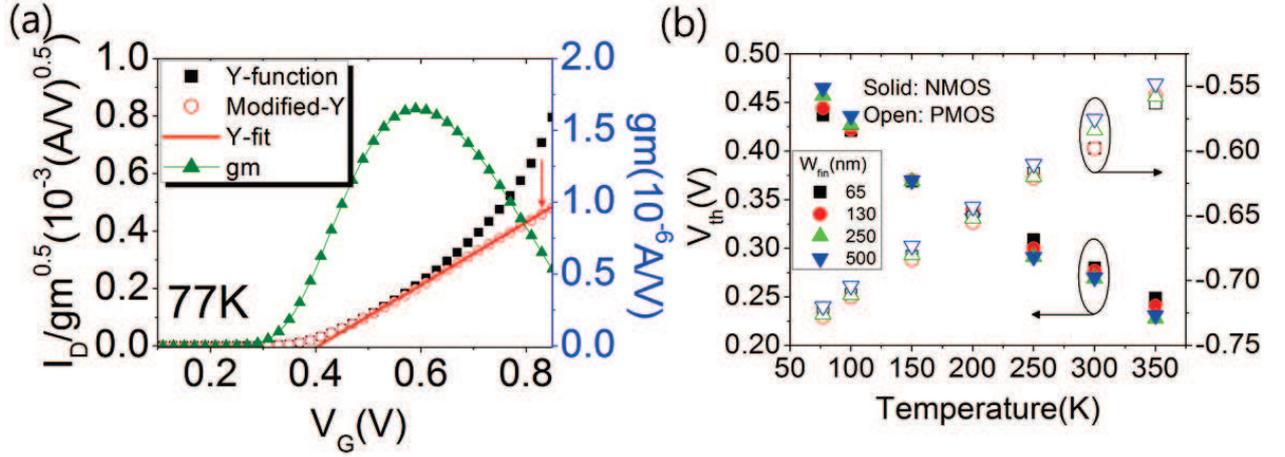 (a)
I_D/gm^0.5(10^-3(A/V)^0.5)
1.0
0.8
0.6
0.4
0.2
0.0
Y-function
Modified-Y
Y-fit
gm
77K
0.2 0.4 0.6 0.8
V_G(V)
2.0
1.5
1.0
0.5
0.0
gm(10^-6 A/V)
(b)
V_th(V)
0.50
0.45
0.40
0.35
0.30
0.25
0.20
Solid: NMOS
Open: PMOS
W_fin(nm)
65
130
250
500
50 100 150 200 250 300 350
Temperature(K)
-0.55
-0.60
-0.65
-0.70
-0.75